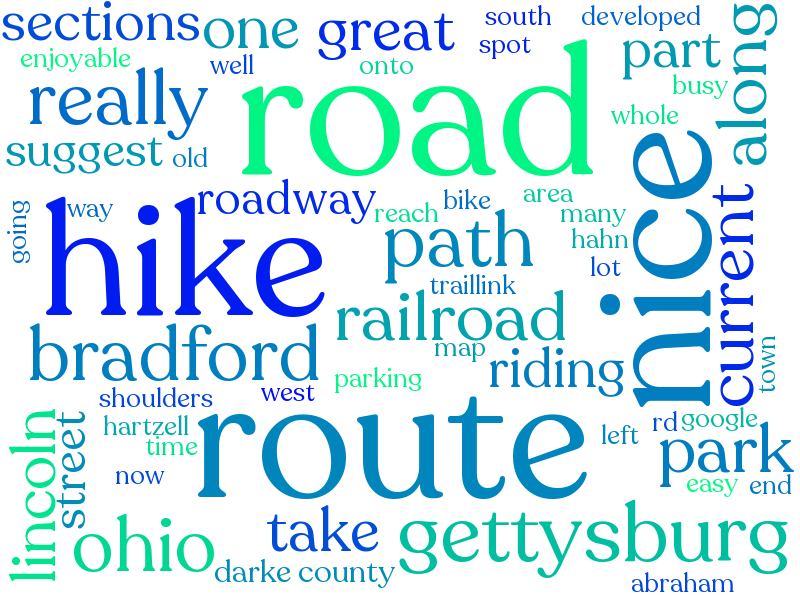 sections
one
great
south
developed
spot
part
along
enjoyable
well
onto
busy
really
road
whole
suggest
old
nice
roadway
area
current
going
way
hike
reach
bike
many
path
hahn
lot
traillink
railroad
bradford
map
riding
town
parking
shoulders
west
route
lincoln
street
hartzell
time
left
rd
google
park
now
easy
end
ohio
take
gettysburg
darke county
abraham